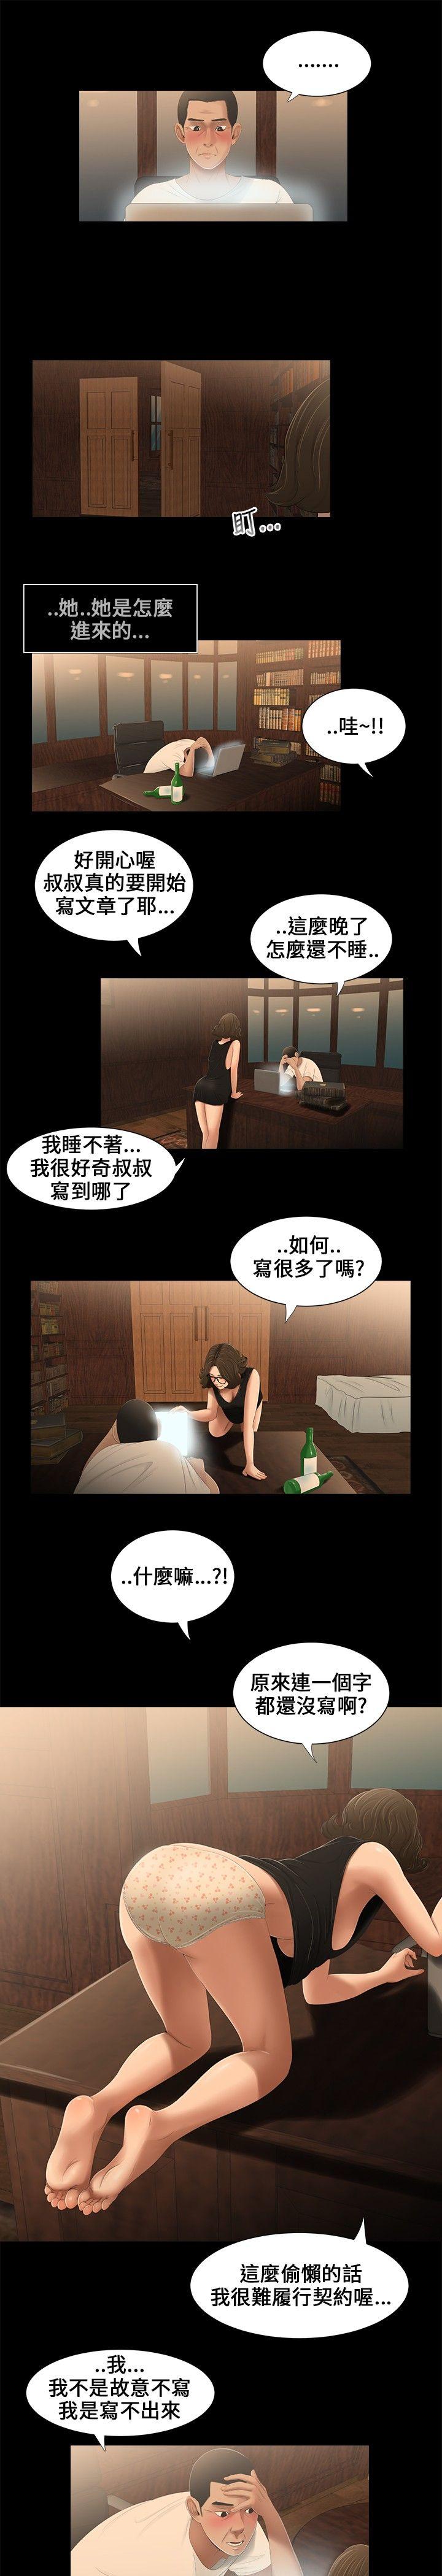 .......
盯...
..她..她是怎麼
進來的...
..哇~!!
好開心喔
叔叔真的要開始
寫文章了耶...
..這麼晚了
怎麼還不睡..
我睡不著...
我很好奇叔叔
寫到哪了
..如何..
寫很多了嗎?
..什麼嘛...?!
原來連一個字
都還沒寫啊?
這麼偷懶的話
我很難履行契約喔...
..我...
我不是故意不寫
我是寫不出來